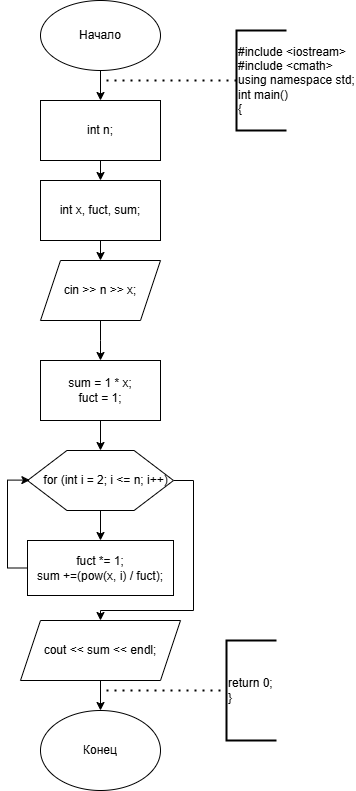 Начало
#include <iostream>
#include <cmath>
using namespace std;
int main()
{
int n;
int x, fuct, sum;
cin >> n >> x;
sum = 1 * x;
fuct = 1;
for (int i = 2; i <= n; i++)
fuct *= 1;
sum +=(pow(x, i) / fuct);
cout << sum << endl;
return 0;
}
Конец